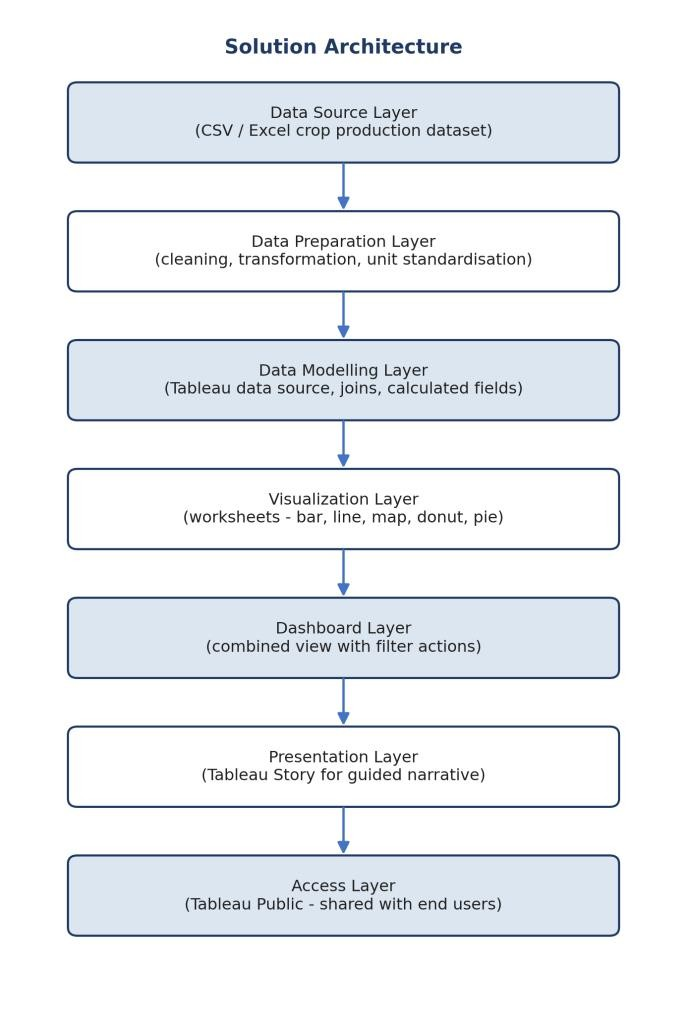 Solution Architecture
Data Source Layer
(CSV / Excel crop production dataset)
Data Preparation Layer
(cleaning, transformation, unit standardisation)
Data Modelling Layer
(Tableau data source, joins, calculated fields)
Visualization Layer
(worksheets - bar, line, map, donut, pie)
Dashboard Layer
(combined view with filter actions)
Presentation Layer
(Tableau Story for guided narrative)
Access Layer
(Tableau Public - shared with end users)